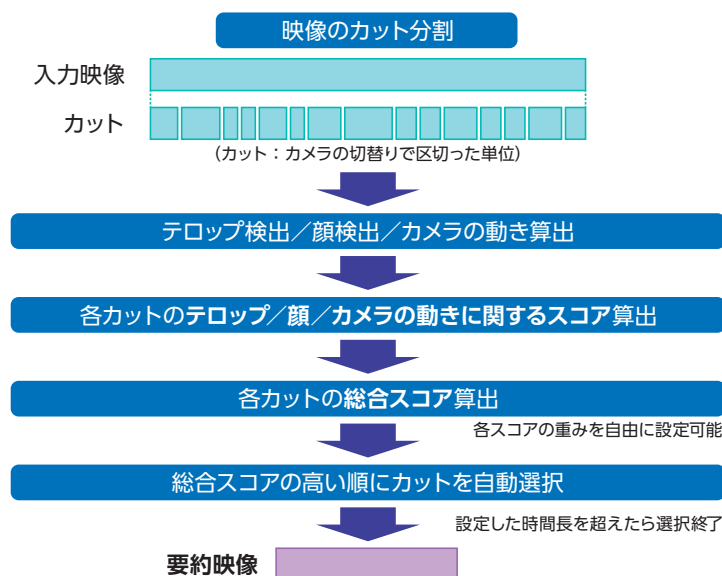 映像のカット分割
入力映像
カット
(カット：カメラの切替りで区切った単位)
テロップ検出／顔検出／カメラの動き算出
各カットのテロップ／顔／カメラの動きに関するスコア算出
各カットの総合スコア算出
各スコアの重みを自由に設定可能
総合スコアの高い順にカットを自動選択
設定した時間長を超えたら選択終了
要約映像